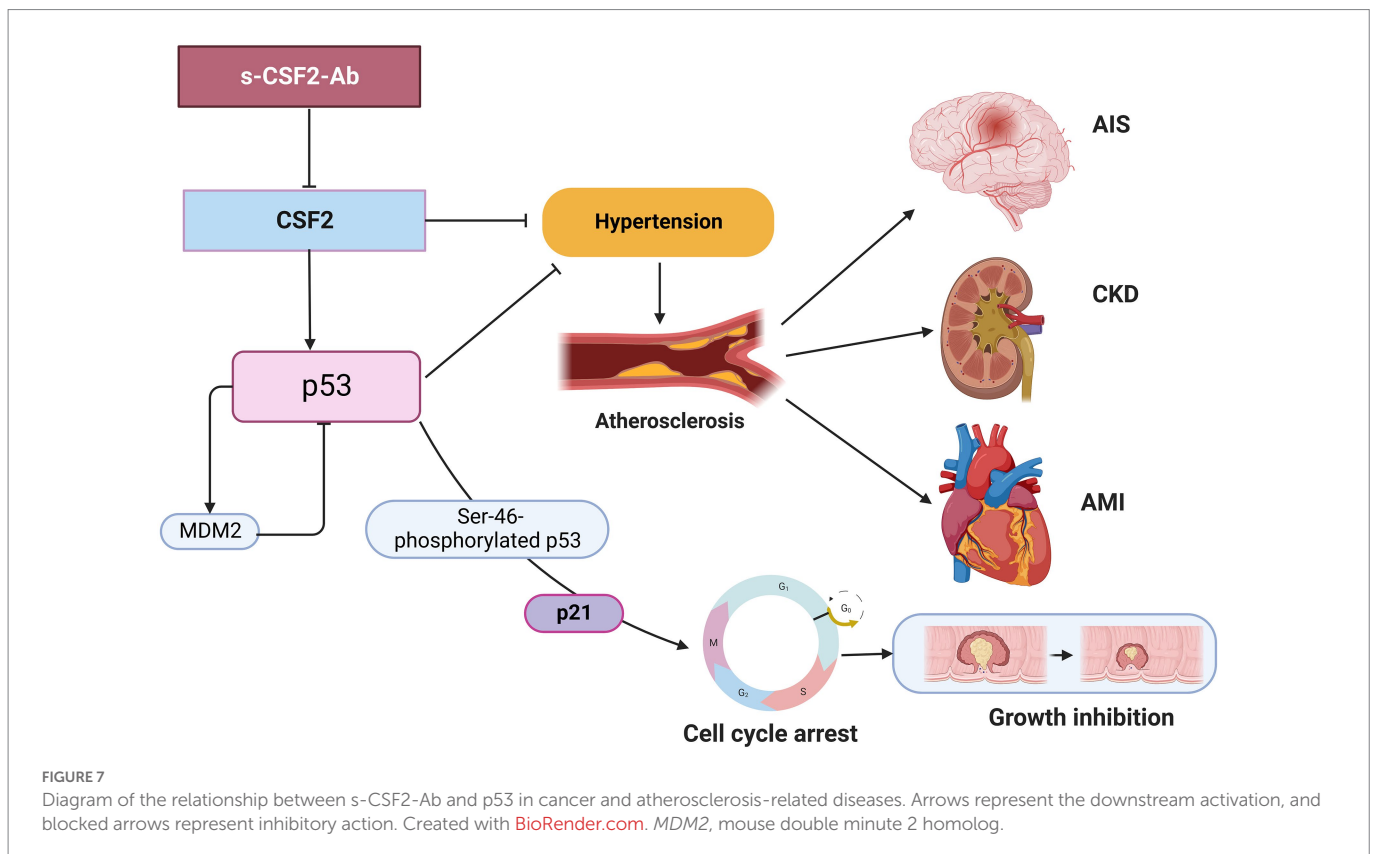 s-CSF2-Ab
CSF2
Hypertension
AIS
CKD
p53
Atherosclerosis
AMI
MDM2
Ser-46-
phosphorylated p53
p21
G1
G0
M
G2
S
Cell cycle arrest
Growth inhibition
FIGURE 7
Diagram of the relationship between s-CSF2-Ab and p53 in cancer and atherosclerosis-related diseases. Arrows represent the downstream activation, and
blocked arrows represent inhibitory action. Created with BioRender.com. MDM2, mouse double minute 2 homolog.